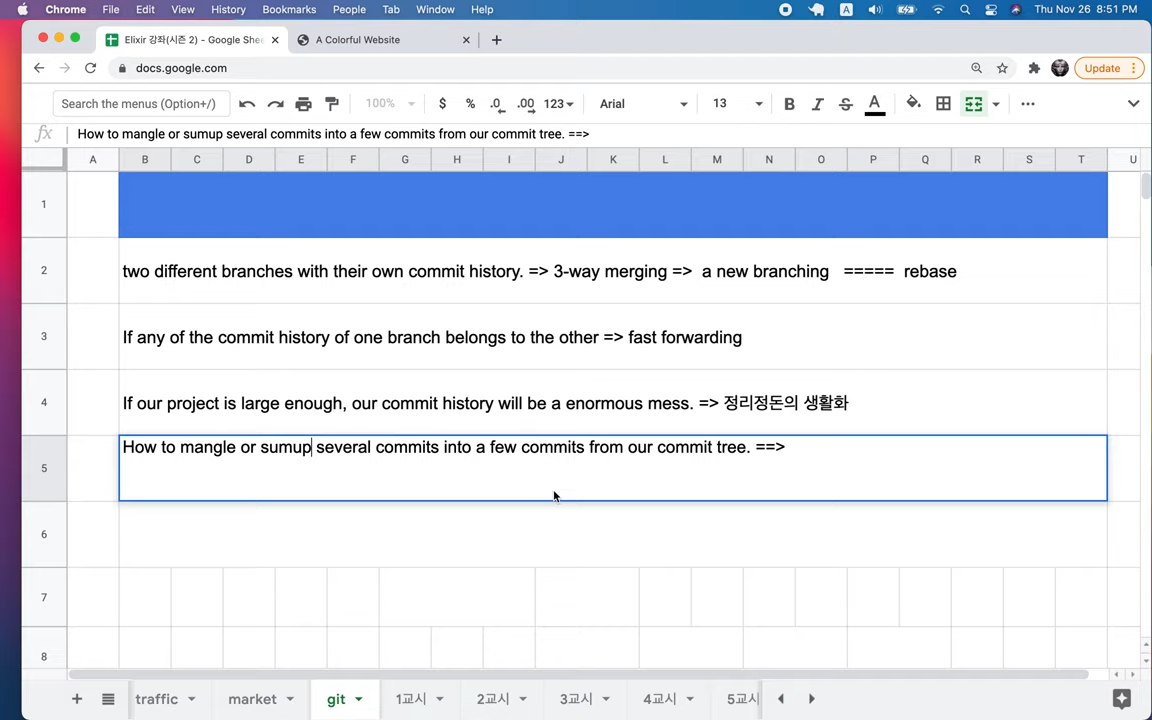 Chrome File Edit View History Bookmarks People Tab Window Help A Thu Nov 26 8:51 PM
Elixir 강좌(시즌 2) - Google Shee × A Colorful Website × +
docs.google.com Update
Search the menus (Option+/) 100% $ % .0 .00 123 Arial 13 B I S A
fx How to mangle or sumup several commits into a few commits from our commit tree. ==>
A B C D E F G H I J K L M N O P Q R S T U
1
2 two different branches with their own commit history. => 3-way merging => a new branching ===== rebase
3 If any of the commit history of one branch belongs to the other => fast forwarding
4 If our project is large enough, our commit history will be a enormous mess. => 정리정돈의 생활화
5 How to mangle or sumup several commits into a few commits from our commit tree. ==>
6
7
8
+ traffic market git 1교시 2교시 3교시 4교시 5교시